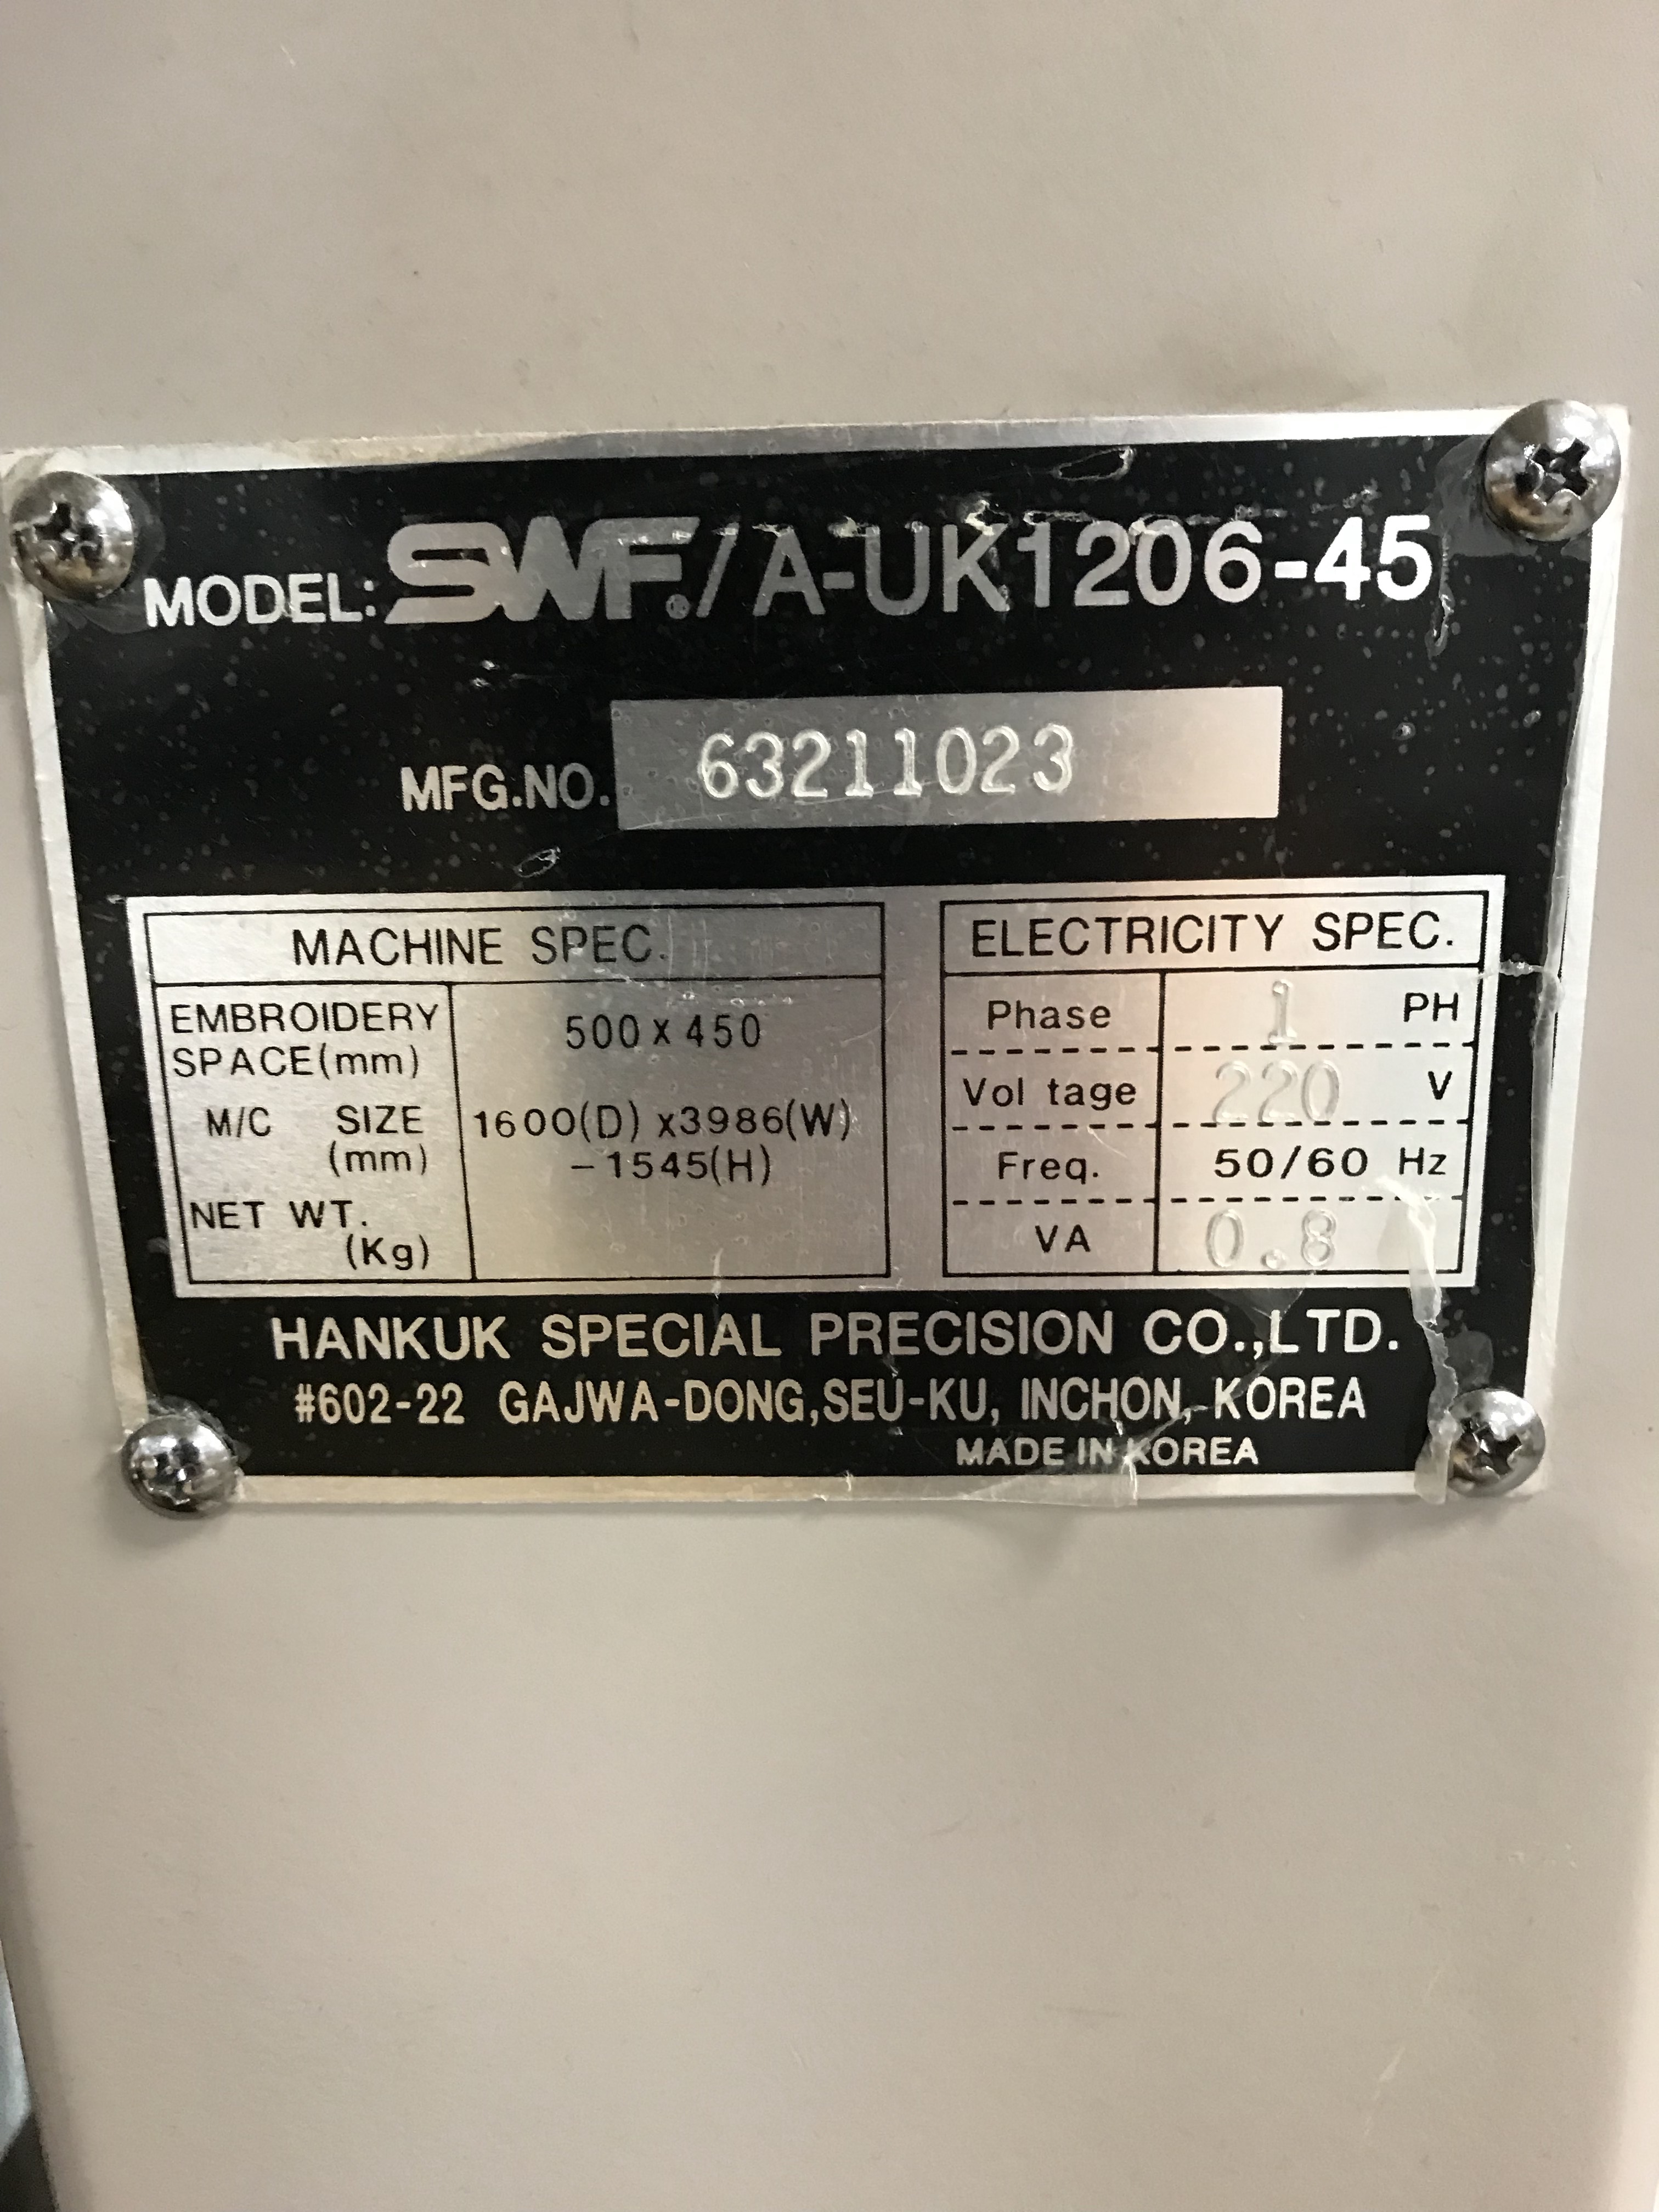 MODEL: SWF®/A-UK1206-45
MFG.NO. 63211023
MACHINE SPEC.
EMBROIDERY SPACE(mm) 500 x 450
M/C SIZE (mm) 1600(D) x3986(W) -1545(H)
NET WT. (Kg)
ELECTRICITY SPEC.
Phase 1 PH
Vol tage 220 V
Freq. 50/60 Hz
VA 0.8
HANKUK SPECIAL PRECISION CO.,LTD.
#602-22 GAJWA-DONG,SEU-KU, INCHON, KOREA
MADE IN KOREA